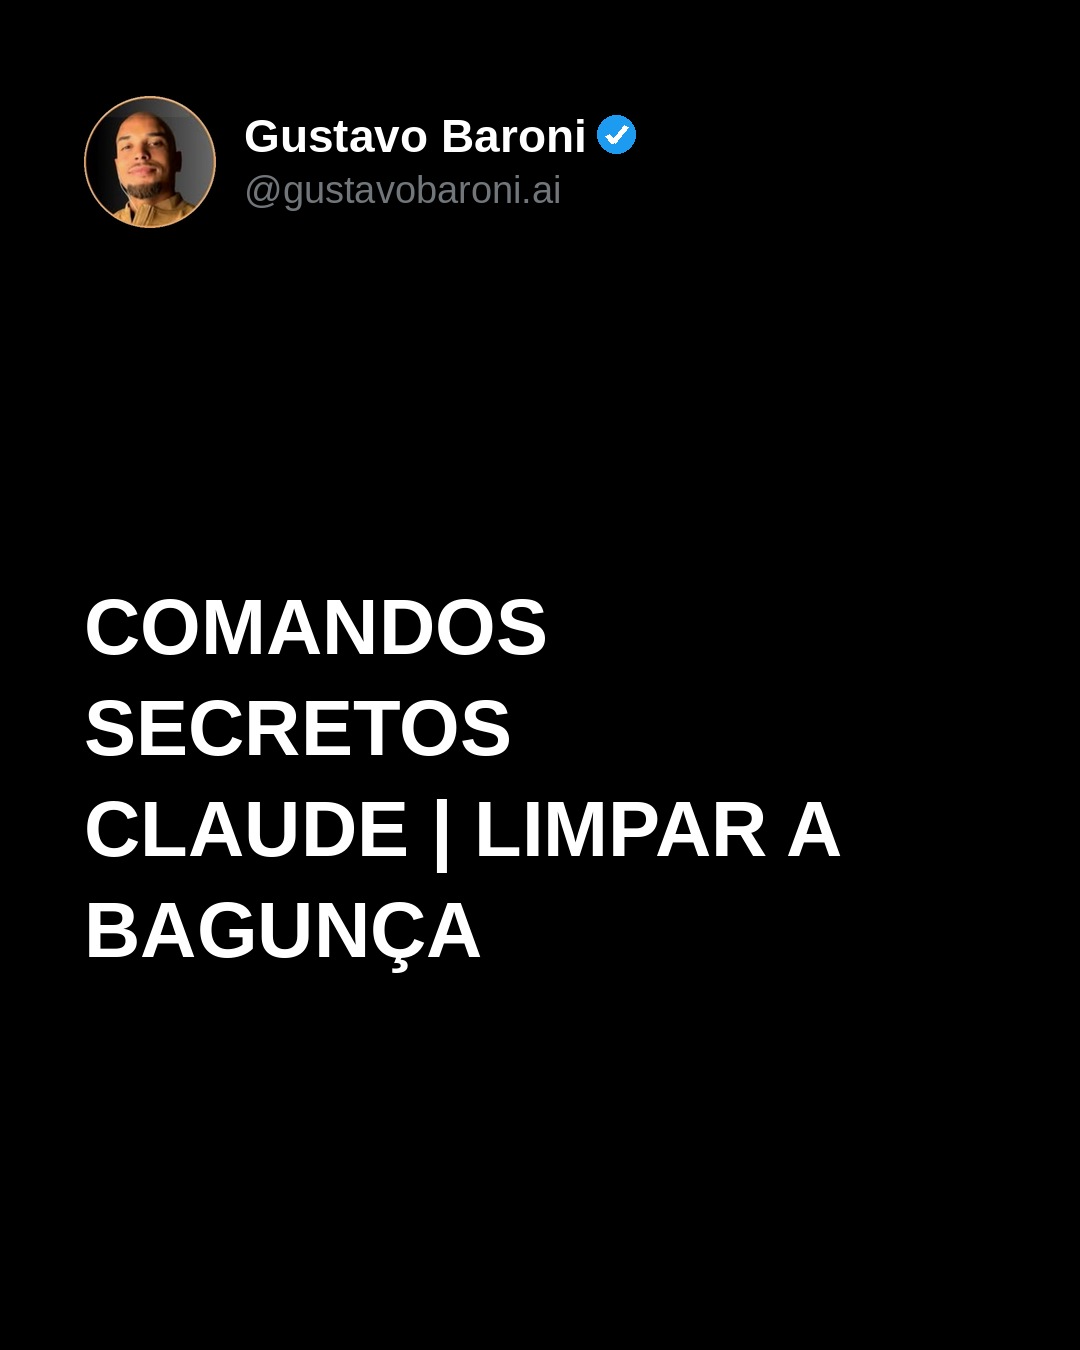 Gustavo Baroni
@gustavobaroni.ai
COMANDOS
SECRETOS
CLAUDE | LIMPAR A
BAGUNÇA